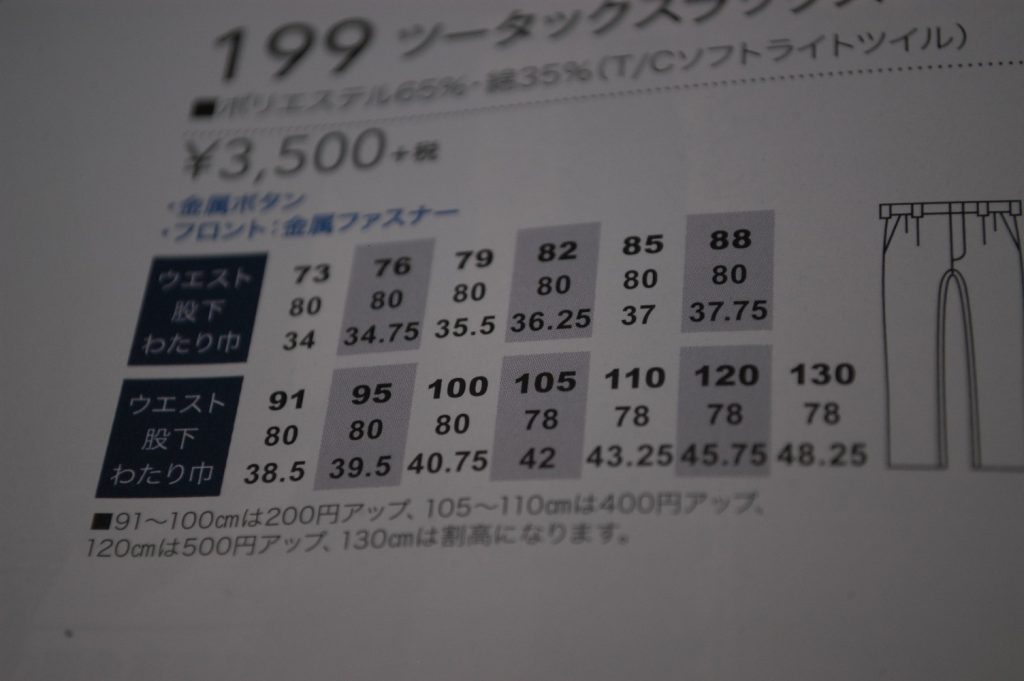 199 ツータックスラックス
■ポリエステル65%・綿35%(T/Cソフトライトツイル)
¥3,500+税
・金属ボタン
・フロント:金属ファスナー
ウエスト 73 76 79 82 85 88
股下 80 80 80 80 80 80
わたり巾 34 34.75 35.5 36.25 37 37.75
ウエスト 91 95 100 105 110 120 130
股下 80 80 80 78 78 78 78
わたり巾 38.5 39.5 40.75 42 43.25 45.75 48.25
■91〜100cmは200円アップ、105〜110cmは400円アップ、
120cmは500円アップ、130cmは割高になります。